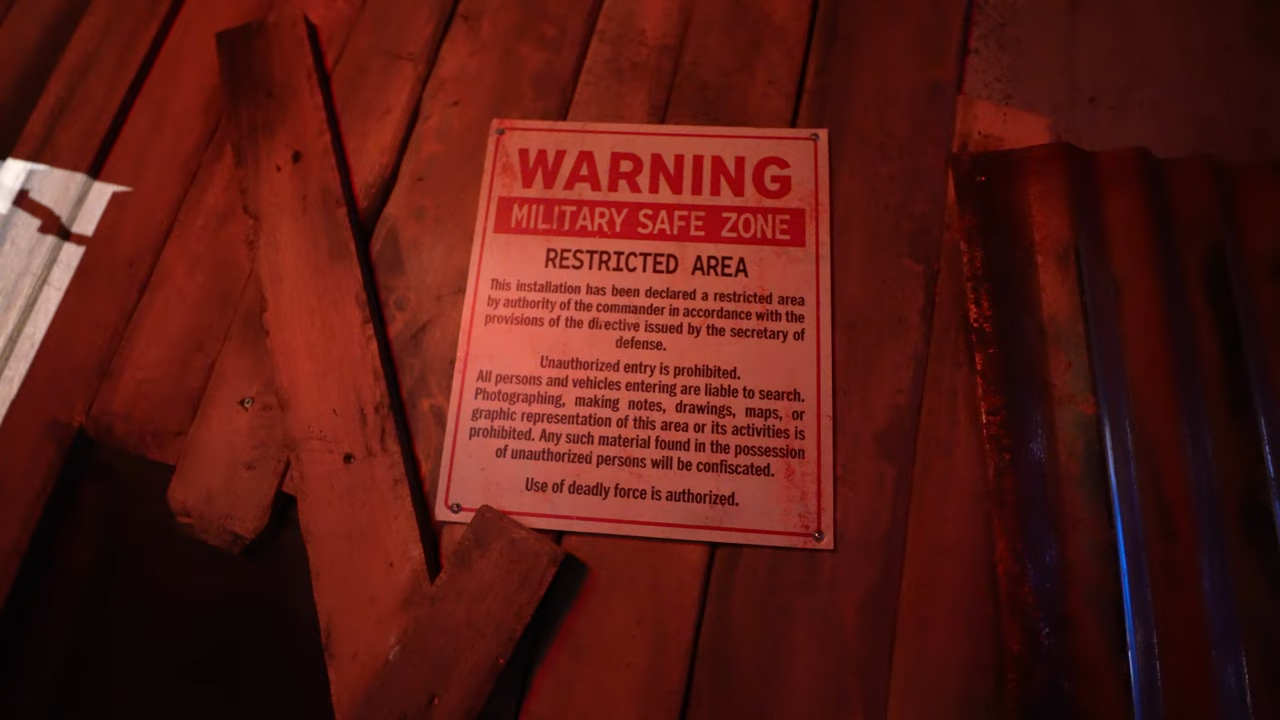 WARNING
MILITARY SAFE ZONE
RESTRICTED AREA
This installation has been declared a restricted area
by authority of the commander in accordance with the
provisions of the directive issued by the secretary of
defense.
Unauthorized entry is prohibited.
All persons and vehicles entering are liable to search.
Photographing, making notes, drawings, maps, or
graphic representation of this area or its activities is
prohibited. Any such material found in the possession
of unauthorized persons will be confiscated.
Use of deadly force is authorized.